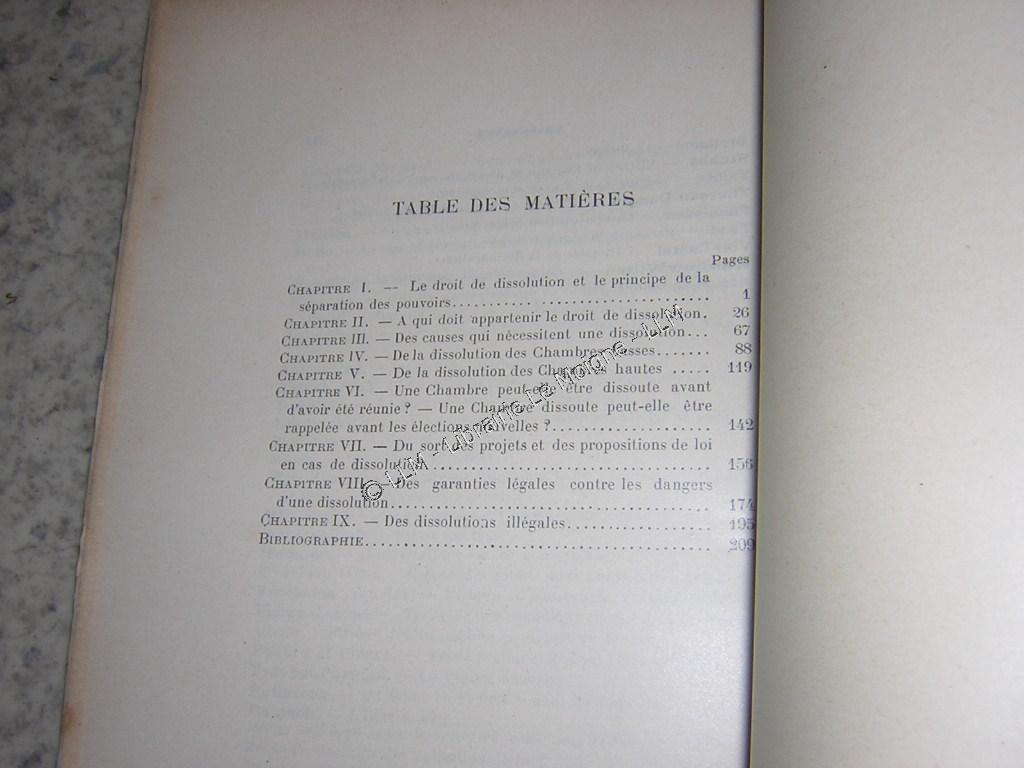 TABLE DES MATIÈRES
Pages
CHAPITRE I. — Le droit de dissolution et le principe de la
séparation des pouvoirs.................................... 1
CHAPITRE II. — A qui doit appartenir le droit de dissolution. 26
CHAPITRE III. — Des causes qui nécessitent une dissolution... 67
CHAPITRE IV. — De la dissolution des Chambres basses....... 88
CHAPITRE V. — De la dissolution des Chambres hautes ..... 119
CHAPITRE VI. — Une Chambre peut-elle être dissoute avant
d'avoir été réunie ? — Une Chambre dissoute peut-elle être
rappelée avant les élections nouvelles ?..................... 142
CHAPITRE VII. — Du sort des projets et des propositions de loi
en cas de dissolution.................................... 156
CHAPITRE VIII. — Des garanties légales contre les dangers
d'une dissolution........................................ 174
CHAPITRE IX. — Des dissolutions illégales.................. 195
BIBLIOGRAPHIE........................................... 209
© LLM - Librairie Le Moigne - LLM